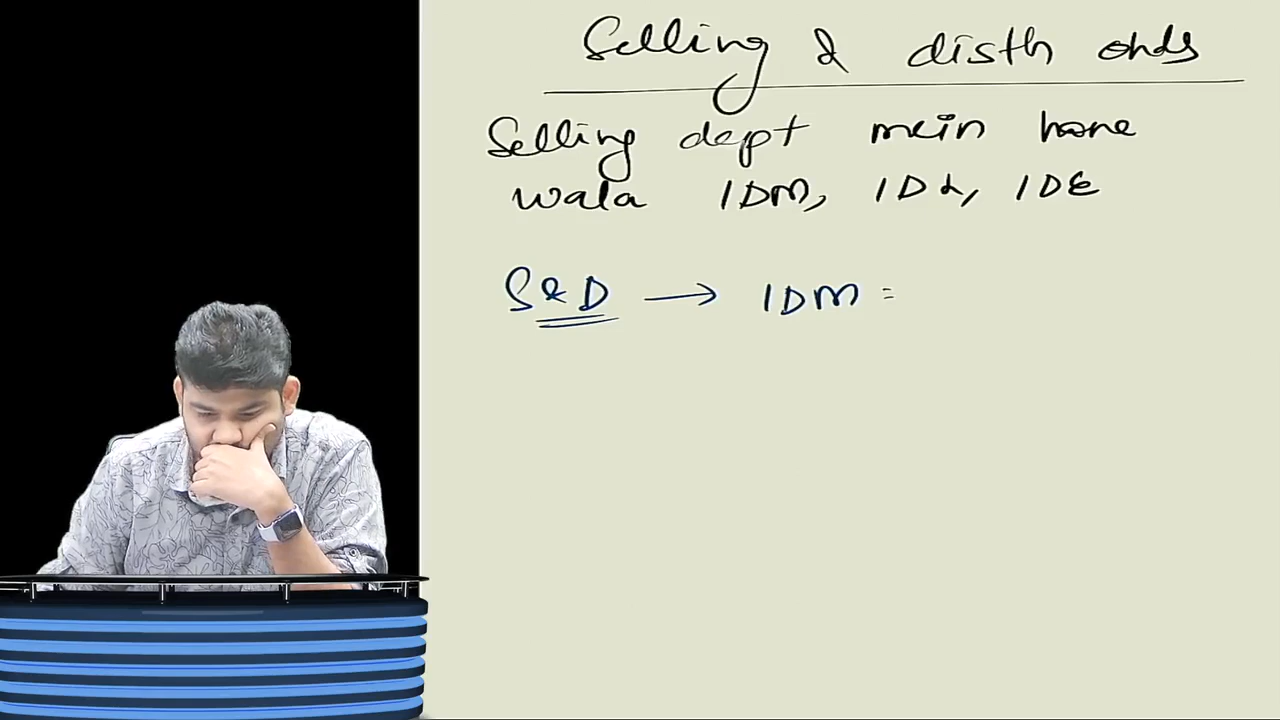 Selling & distn ohds
Selling dept mein hone
wala IDM, IDL, IDE
S&D → IDM =